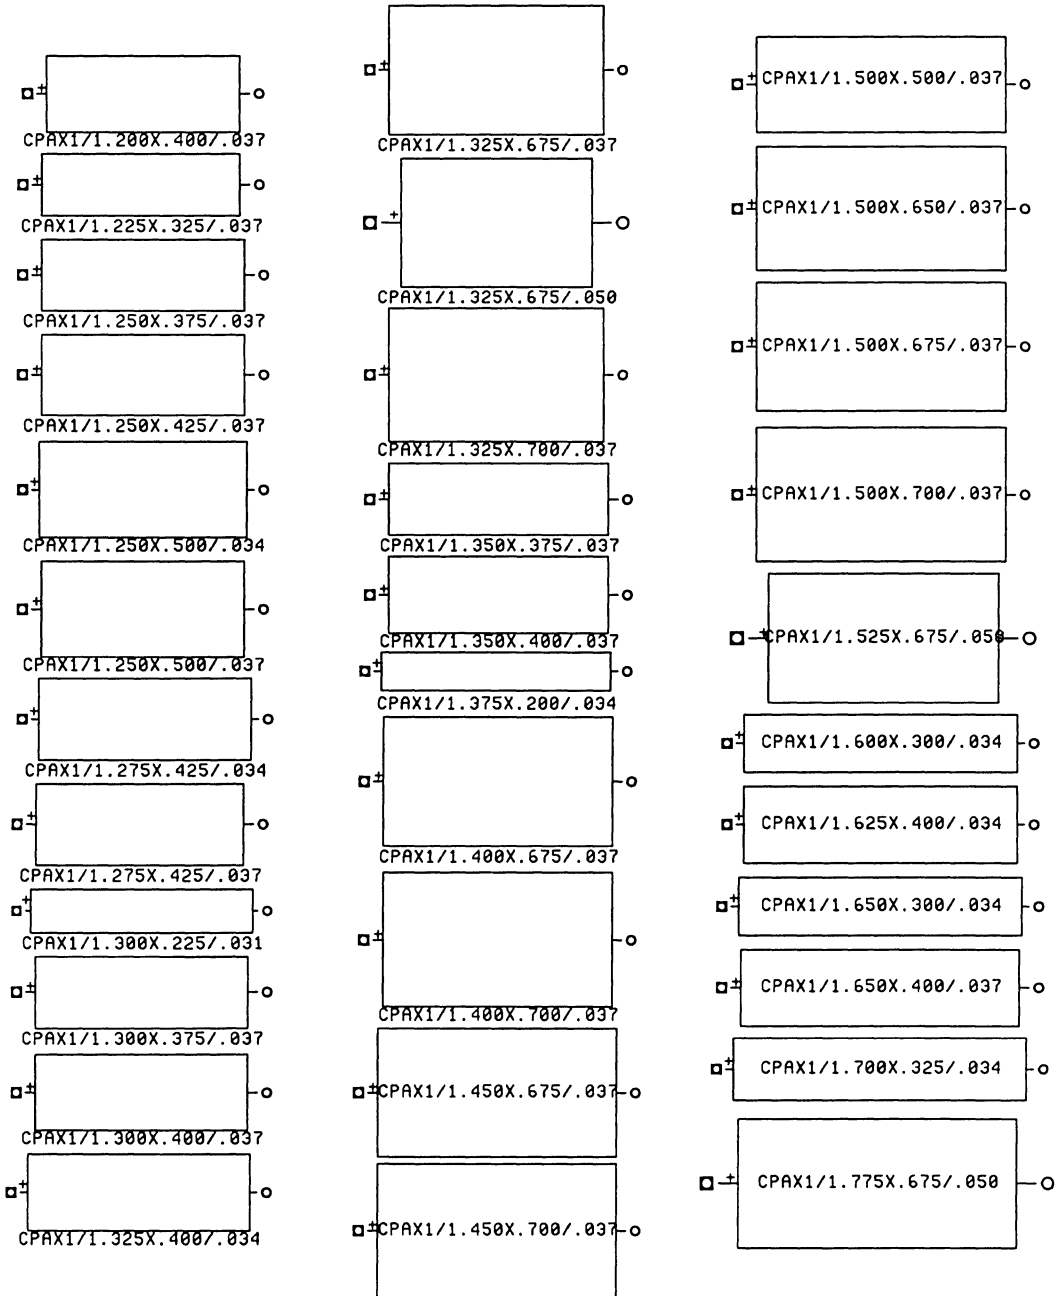 CPAX1/1.200X.400/.037
CPAX1/1.225X.325/.037
CPAX1/1.250X.375/.037
CPAX1/1.250X.425/.037
CPAX1/1.250X.500/.034
CPAX1/1.250X.500/.037
CPAX1/1.275X.425/.034
CPAX1/1.275X.425/.037
CPAX1/1.300X.225/.031
CPAX1/1.300X.375/.037
CPAX1/1.300X.400/.037
CPAX1/1.325X.400/.034
CPAX1/1.325X.675/.037
CPAX1/1.325X.675/.050
CPAX1/1.325X.700/.037
CPAX1/1.350X.375/.037
CPAX1/1.350X.400/.037
CPAX1/1.375X.200/.034
CPAX1/1.400X.675/.037
CPAX1/1.400X.700/.037
CPAX1/1.450X.675/.037
CPAX1/1.450X.700/.037
CPAX1/1.500X.500/.037
CPAX1/1.500X.650/.037
CPAX1/1.500X.675/.037
CPAX1/1.500X.700/.037
CPAX1/1.525X.675/.050
CPAX1/1.600X.300/.034
CPAX1/1.625X.400/.034
CPAX1/1.650X.300/.034
CPAX1/1.650X.400/.037
CPAX1/1.700X.325/.034
CPAX1/1.775X.675/.050